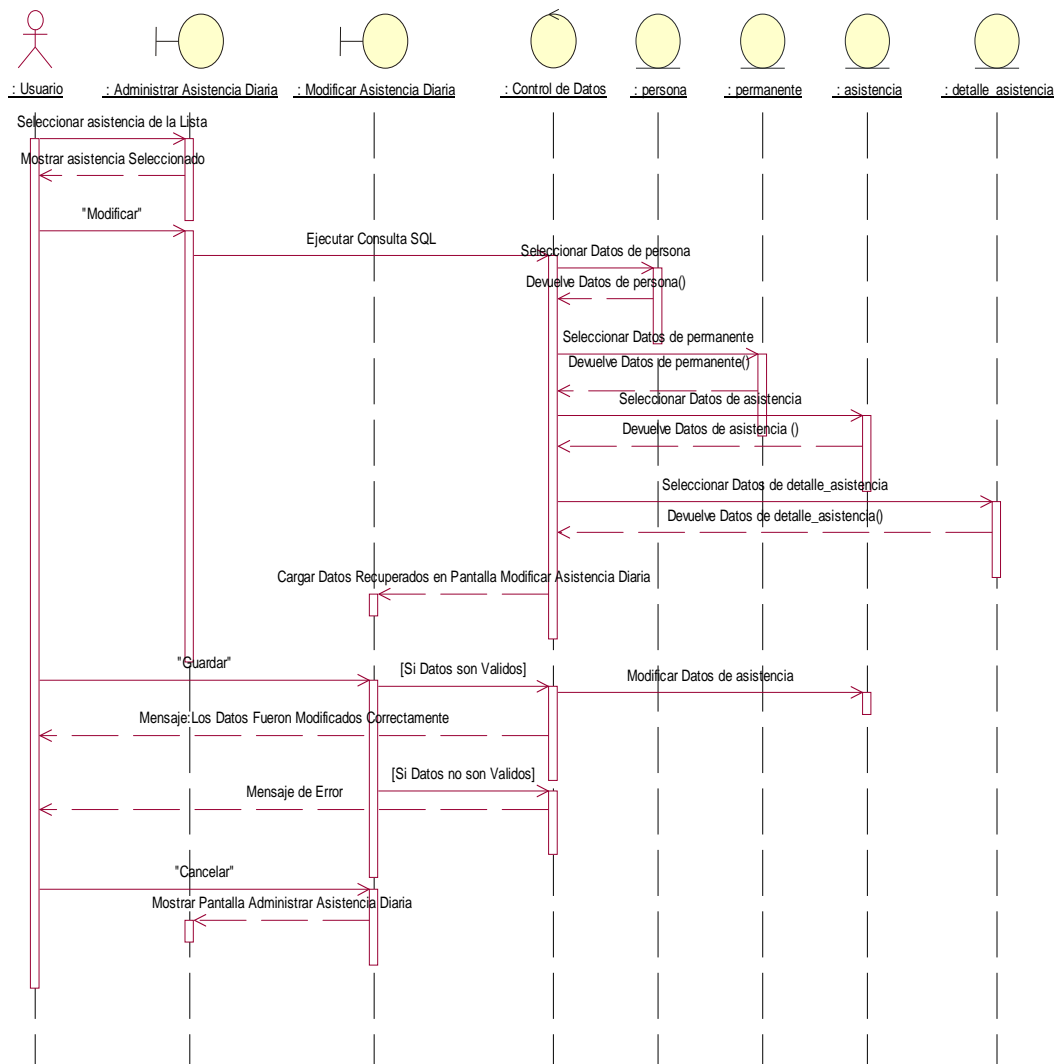 : Usuario
: Administrar Asistencia Diaria
: Modificar Asistencia Diaria
: Control de Datos
: persona
: permanente
: asistencia
: detalle_asistencia
Seleccionar asistencia de la Lista
Mostrar asistencia Seleccionado
"Modificar"
Ejecutar Consulta SQL
Seleccionar Datos de persona
Devuelve Datos de persona()
Seleccionar Datos de permanente
Devuelve Datos de permanente()
Seleccionar Datos de asistencia
Devuelve Datos de asistencia ()
Seleccionar Datos de detalle_asistencia
Devuelve Datos de detalle_asistencia()
Cargar Datos Recuperados en Pantalla Modificar Asistencia Diaria
"Guardar"
[Si Datos son Validos]
Modificar Datos de asistencia
Mensaje:Los Datos Fueron Modificados Correctamente
[Si Datos no son Validos]
Mensaje de Error
"Cancelar"
Mostrar Pantalla Administrar Asistencia Diaria